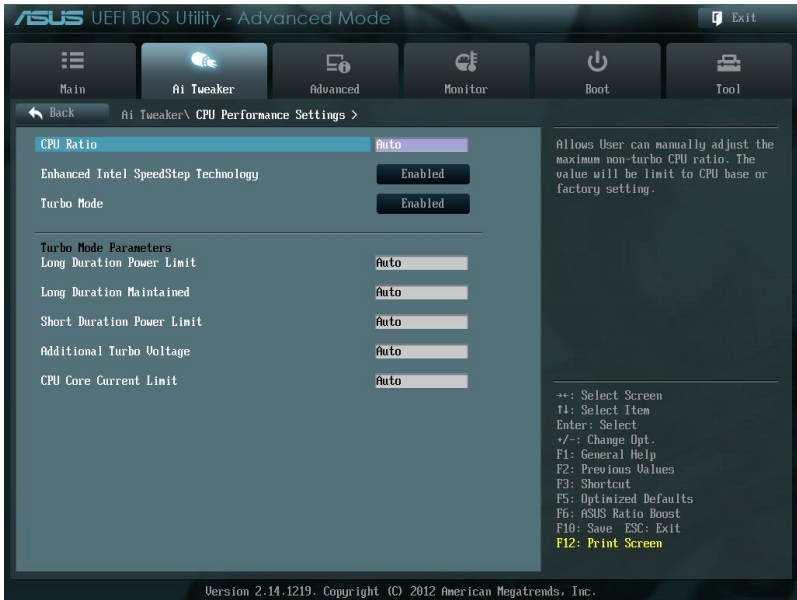 ASUS UEFI BIOS Utility - Advanced Mode
Exit
Main
Ai Tweaker
Advanced
Monitor
Boot
Tool
Back
Ai Tweaker\ CPU Performance Settings >
CPU Ratio Auto
Enhanced Intel SpeedStep Technology Enabled
Turbo Mode Enabled
Turbo Mode Parameters
Long Duration Power Limit Auto
Long Duration Maintained Auto
Short Duration Power Limit Auto
Additional Turbo Voltage Auto
CPU Core Current Limit Auto
Allows User can manually adjust the
maximum non-turbo CPU ratio. The
value will be limit to CPU base or
factory setting.
→←: Select Screen
↑↓: Select Item
Enter: Select
+/-: Change Opt.
F1: General Help
F2: Previous Values
F3: Shortcut
F5: Optimized Defaults
F6: ASUS Ratio Boost
F10: Save ESC: Exit
F12: Print Screen
Version 2.14.1219. Copyright (C) 2012 American Megatrends, Inc.